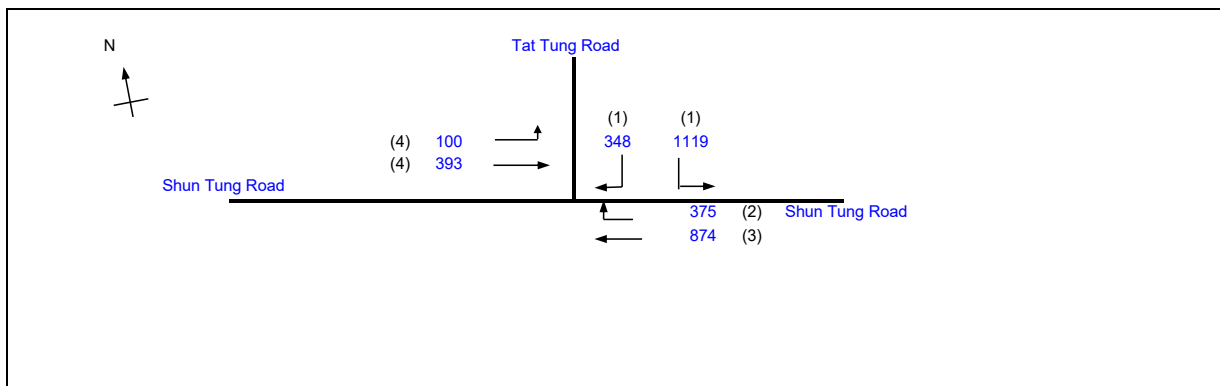 N
Tat Tung Road
(1) (1)
(4) 100 348 1119
(4) 393
Shun Tung Road
375 (2) Shun Tung Road
874 (3)